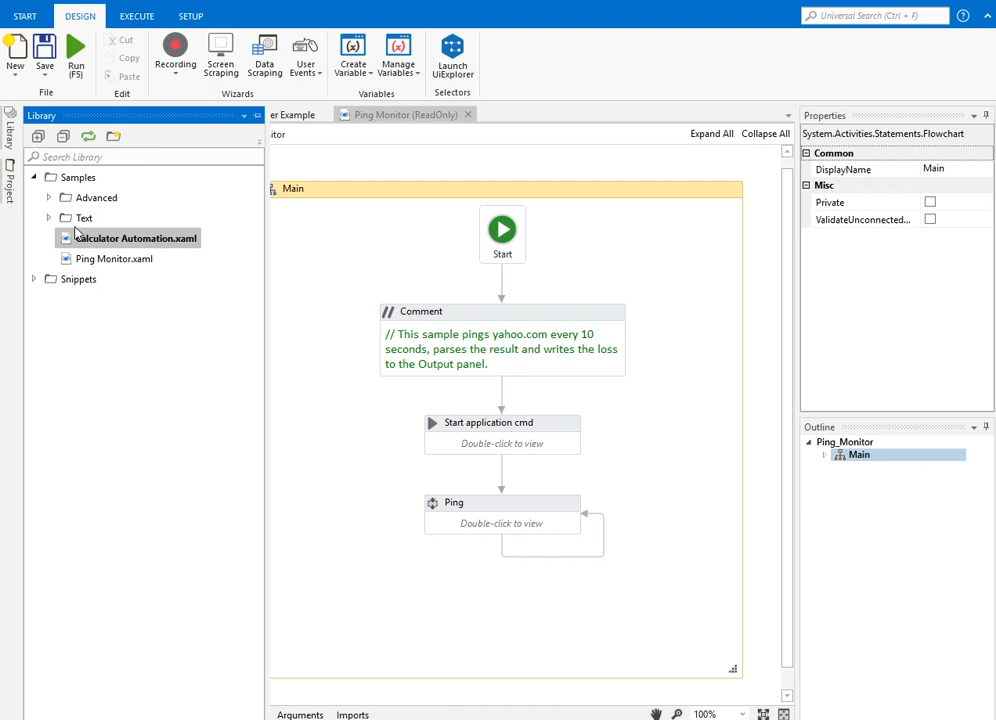 START DESIGN EXECUTE SETUP Universal Search (Ctrl + F)
New Save Run (F5) Cut Copy Paste Recording Screen Scraping Data Scraping User Events Create Variable Manage Variables Launch UiExplorer
File Edit Wizards Variables Selectors
Library
Project
Library
Search Library
Samples
Advanced
Text
Calculator Automation.xaml
Ping Monitor.xaml
Snippets
er Example Ping Monitor (ReadOnly)
itor Expand All Collapse All
Main
Start
// Comment
// This sample pings yahoo.com every 10
seconds, parses the result and writes the loss
to the Output panel.
Start application cmd
Double-click to view
Ping
Double-click to view
Arguments Imports 100%
Properties
System.Activities.Statements.Flowchart
Common
DisplayName Main
Misc
Private
ValidateUnconnected...
Outline
Ping_Monitor
Main